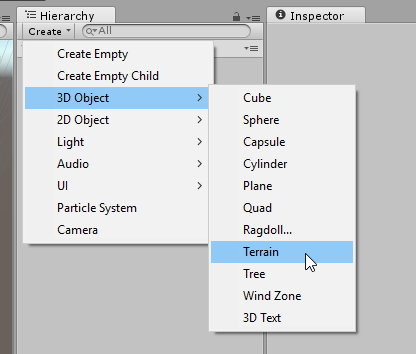 Hierarchy
Inspector
Create
All
Create Empty
Create Empty Child
3D Object
2D Object
Light
Audio
UI
Particle System
Camera
Cube
Sphere
Capsule
Cylinder
Plane
Quad
Ragdoll...
Terrain
Tree
Wind Zone
3D Text